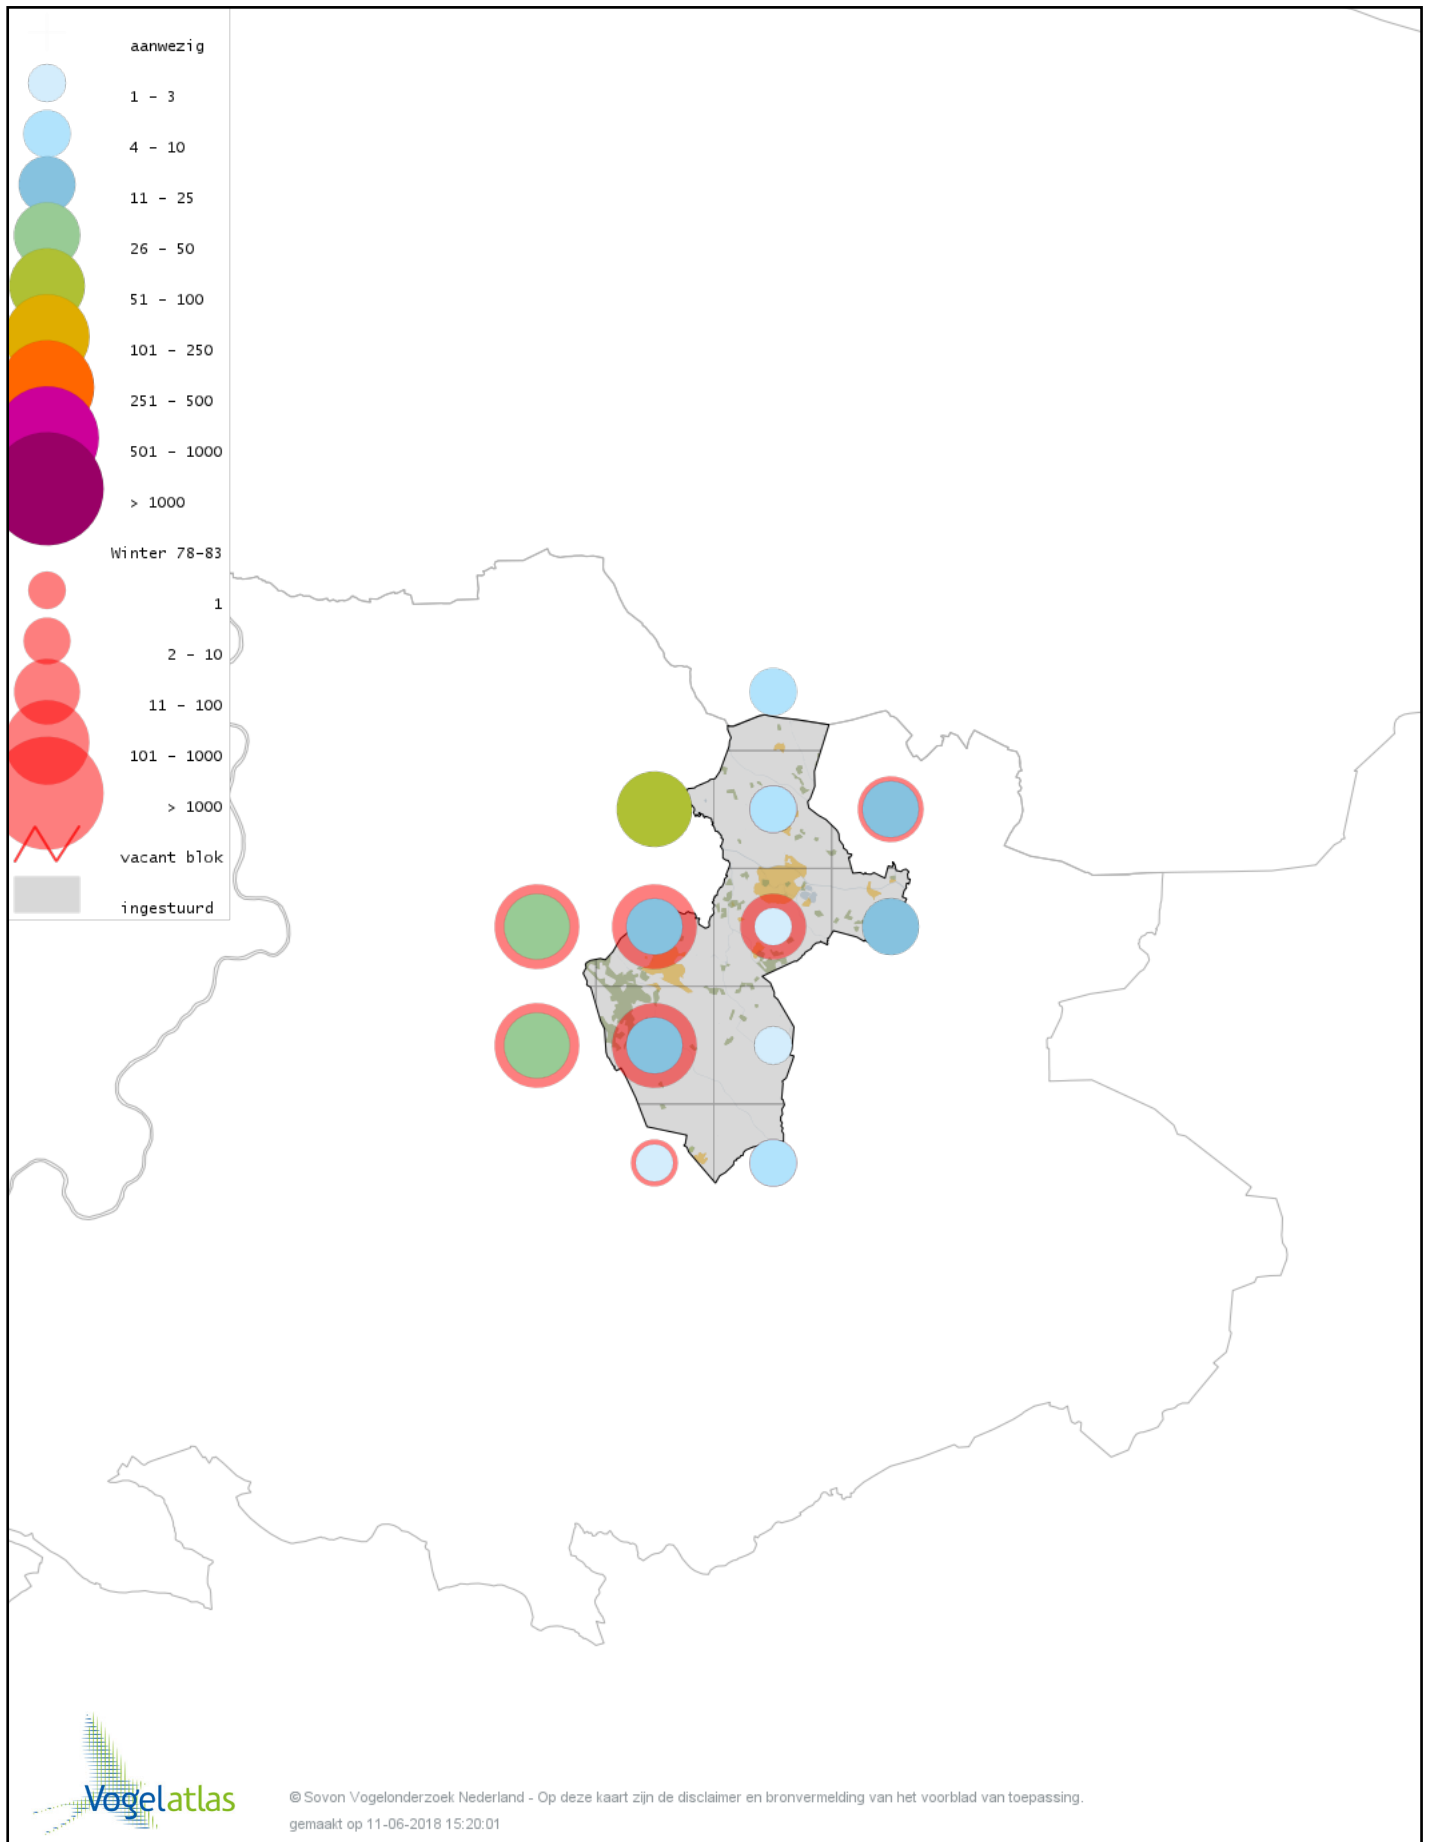 aanwezig
1 – 3
4 – 10
11 – 25
26 – 50
51 – 100
101 – 250
251 – 500
501 – 1000
> 1000
Winter 78–83
1
2 – 10
11 – 100
101 – 1000
> 1000
vacant blok
ingestuurd
Vogelatlas
© Sovon Vogelonderzoek Nederland - Op deze kaart zijn de disclaimer en bronvermelding van het voorblad van toepassing.
gemaakt op 11-06-2018 15:20:01